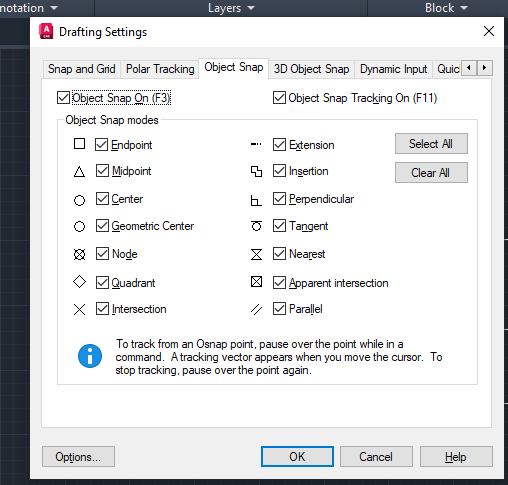 nnotation Layers Block
Drafting Settings
Snap and Grid Polar Tracking Object Snap 3D Object Snap Dynamic Input Quic
Object Snap On (F3) Object Snap Tracking On (F11)
Object Snap modes
Endpoint Extension Select All
Midpoint Insertion Clear All
Center Perpendicular
Geometric Center Tangent
Node Nearest
Quadrant Apparent intersection
Intersection Parallel
To track from an Osnap point, pause over the point while in a
command. A tracking vector appears when you move the cursor. To
stop tracking, pause over the point again.
Options... OK Cancel Help